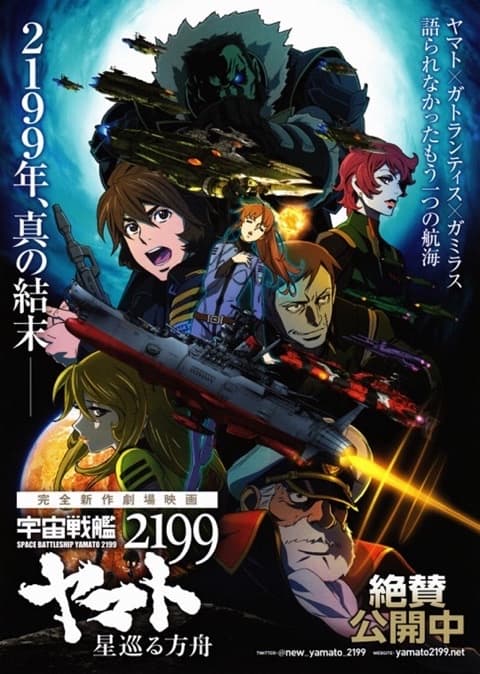 ヤマト×ガトランティス×ガミラス
語られなかったもう一つの航海
2199年、真の結末──
完全新作劇場映画
宇宙戦艦
SPACE BATTLESHIP YAMATO 2199
2199
ヤマト
星巡る方舟
絶賛
公開中
TWITTER: @new_yamato_2199 WEBSITE: yamato2199.net